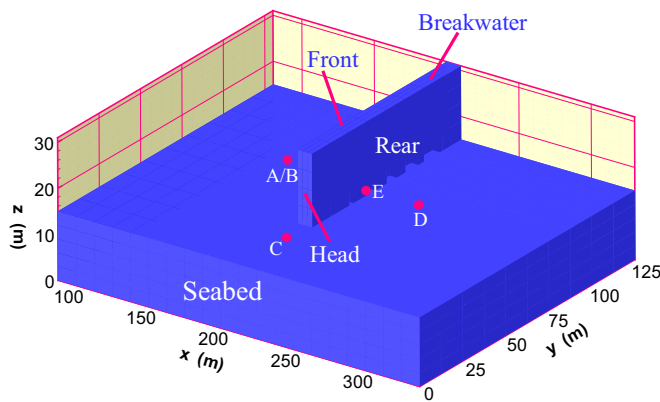 Breakwater
Front
30
Rear
A/B
E
20
D
z (m)
10
C
Head
0
Seabed
100
125
150
100
200
75
x (m)
250
50
y (m)
300
25
0